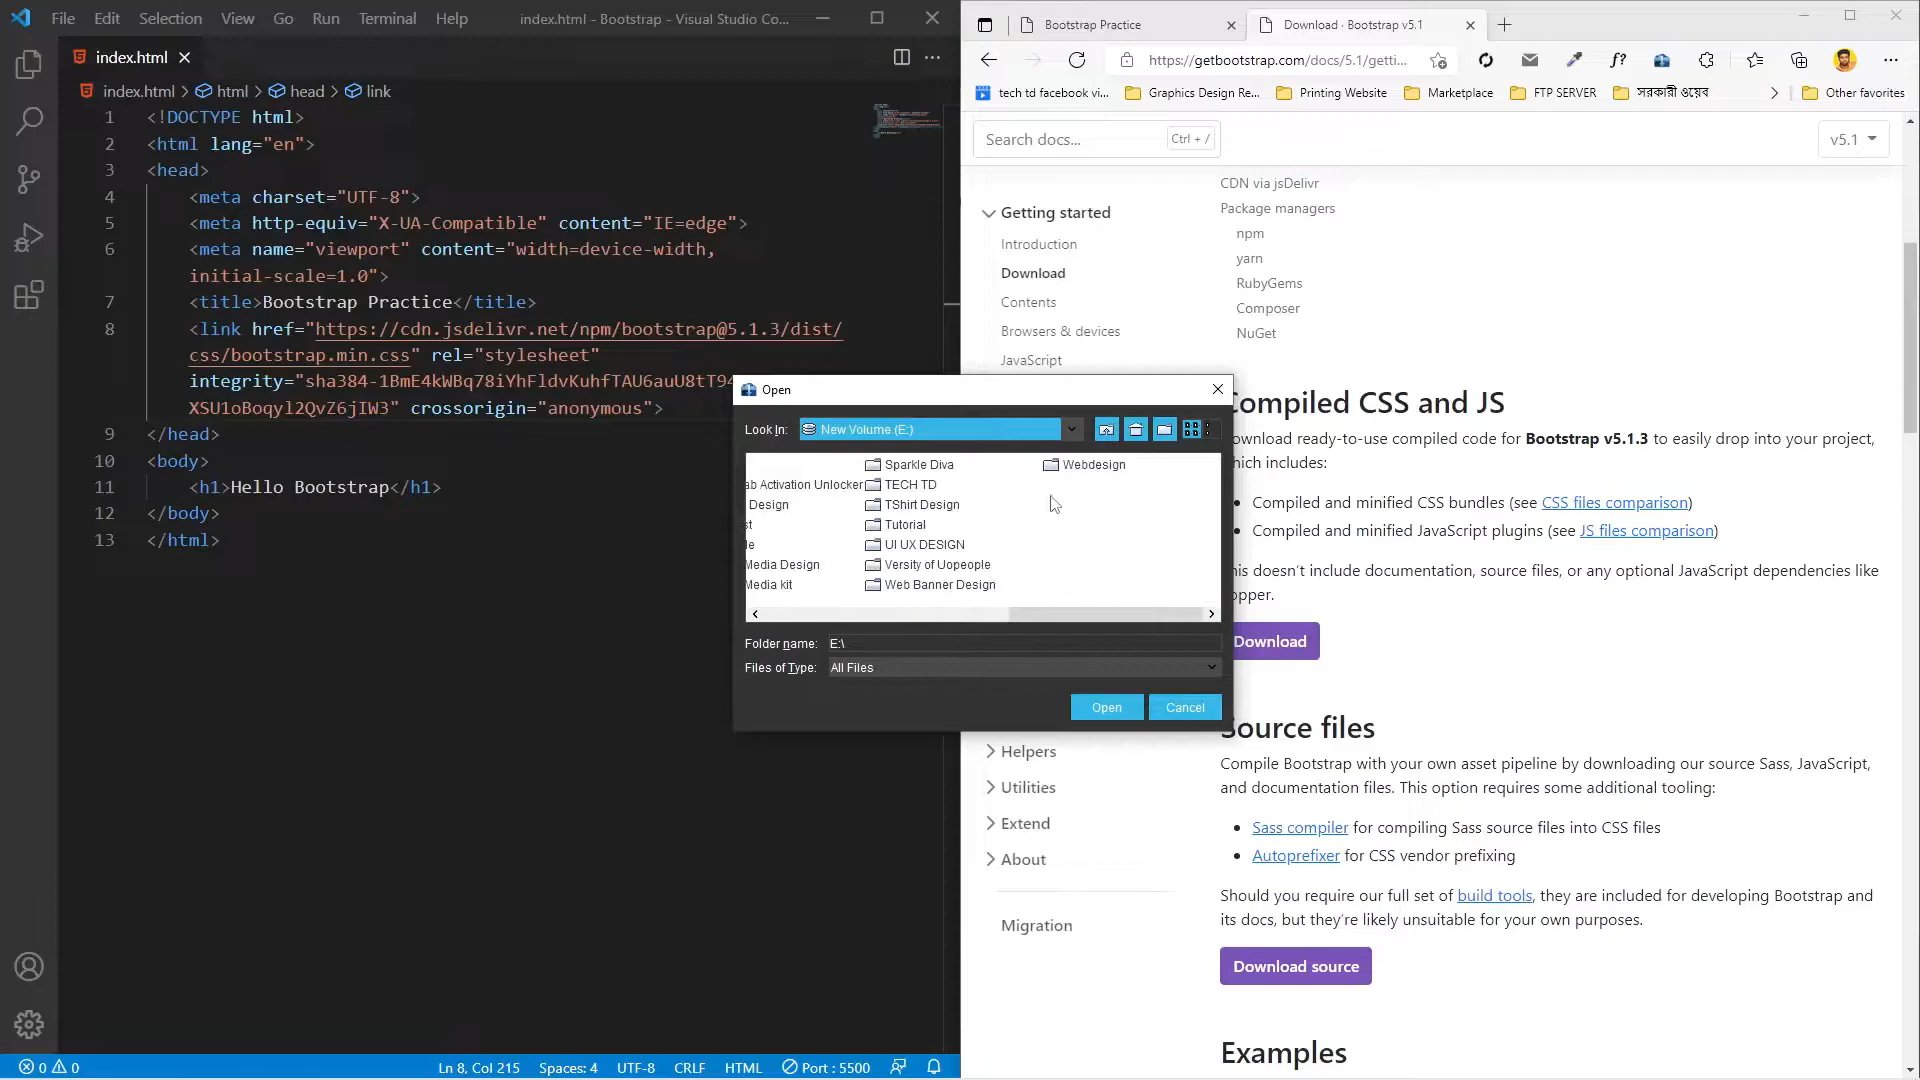 File Edit Selection View Go Run Terminal Help index.html - Bootstrap - Visual Studio Co...
index.html
index.html > html > head > link
1 <!DOCTYPE html>
2 <html lang="en">
3 <head>
4 <meta charset="UTF-8">
5 <meta http-equiv="X-UA-Compatible" content="IE=edge">
6 <meta name="viewport" content="width=device-width,
initial-scale=1.0">
7 <title>Bootstrap Practice</title>
8 <link href="https://cdn.jsdelivr.net/npm/bootstrap@5.1.3/dist/
css/bootstrap.min.css" rel="stylesheet"
integrity="sha384-1BmE4kWBq78iYhFldvKuhfTAU6auU8tT94
XSU1oBoqyl2QvZ6jIW3" crossorigin="anonymous">
9 </head>
10 <body>
11 <h1>Hello Bootstrap</h1>
12 </body>
13 </html>
0 0 Ln 8, Col 215 Spaces: 4 UTF-8 CRLF HTML Port : 5500
Bootstrap Practice Download · Bootstrap v5.1
https://getbootstrap.com/docs/5.1/getti...
tech td facebook vi... Graphics Design Re... Printing Website Marketplace FTP SERVER সরকারী ওয়েব Other favorites
Search docs... Ctrl + / v5.1
Getting started
Introduction
Download
Contents
Browsers & devices
JavaScript
Helpers
Utilities
Extend
About
Migration
CDN via jsDelivr
Package managers
npm
yarn
RubyGems
Composer
NuGet
Compiled CSS and JS
ownload ready-to-use compiled code for Bootstrap v5.1.3 to easily drop into your project,
hich includes:
Compiled and minified CSS bundles (see CSS files comparison)
Compiled and minified JavaScript plugins (see JS files comparison)
his doesn't include documentation, source files, or any optional JavaScript dependencies like
opper.
Download
Source files
Compile Bootstrap with your own asset pipeline by downloading our source Sass, JavaScript,
and documentation files. This option requires some additional tooling:
Sass compiler for compiling Sass source files into CSS files
Autoprefixer for CSS vendor prefixing
Should you require our full set of build tools, they are included for developing Bootstrap and
its docs, but they're likely unsuitable for your own purposes.
Download source
Examples
Open
Look In: New Volume (E:)
ab Activation Unlocker
Design
st
le
Media Design
Media kit
Sparkle Diva
TECH TD
TShirt Design
Tutorial
UI UX DESIGN
Versity of Uopeople
Web Banner Design
Webdesign
Folder name: E:\
Files of Type: All Files
Open Cancel